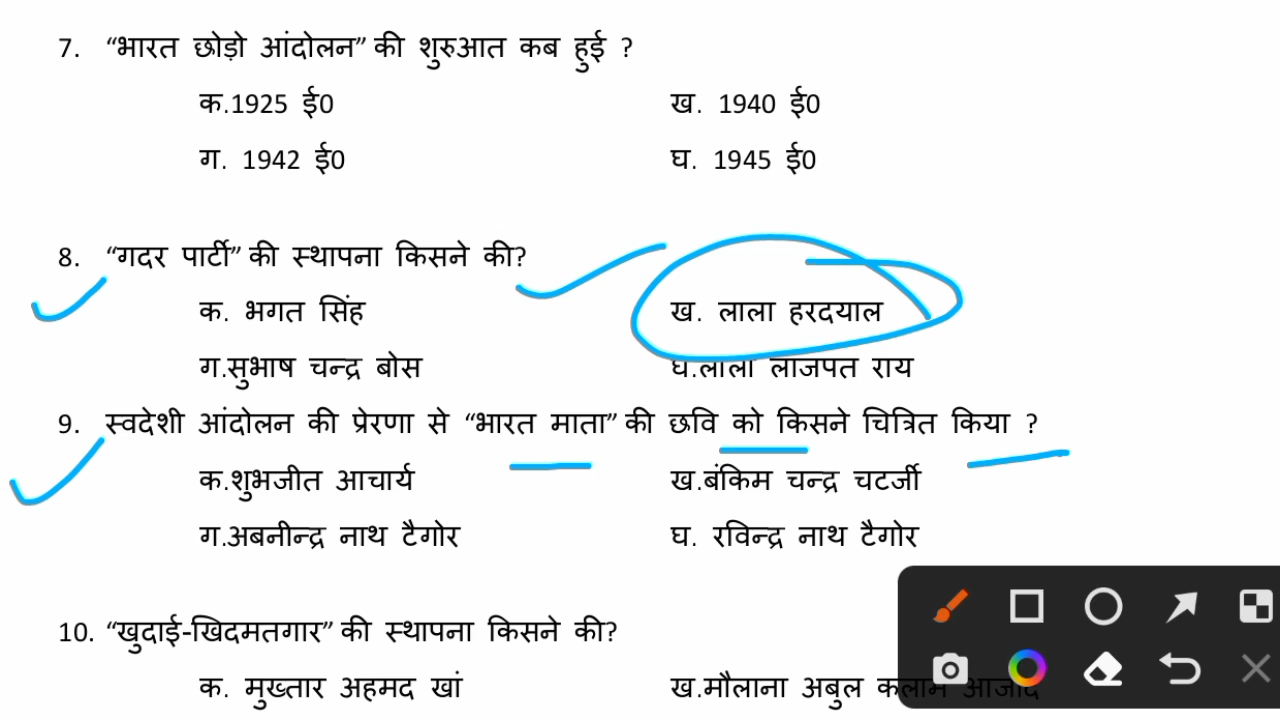 7. “भारत छोड़ो आंदोलन” की शुरुआत कब हुई ?
क.1925 ई0 ख. 1940 ई0
ग. 1942 ई0 घ. 1945 ई0
8. “गदर पार्टी” की स्थापना किसने की?
क. भगत सिंह ख. लाला हरदयाल
ग.सुभाष चन्द्र बोस घ.लाला लाजपत राय
9. स्वदेशी आंदोलन की प्रेरणा से “भारत माता” की छवि को किसने चित्रित किया ?
क.शुभजीत आचार्य ख.बंकिम चन्द्र चटर्जी
ग.अबनीन्द्र नाथ टैगोर घ. रविन्द्र नाथ टैगोर
10. “खुदाई-खिदमतगार” की स्थापना किसने की?
क. मुख्तार अहमद खां ख.मौलाना अबुल कलाम आजाद